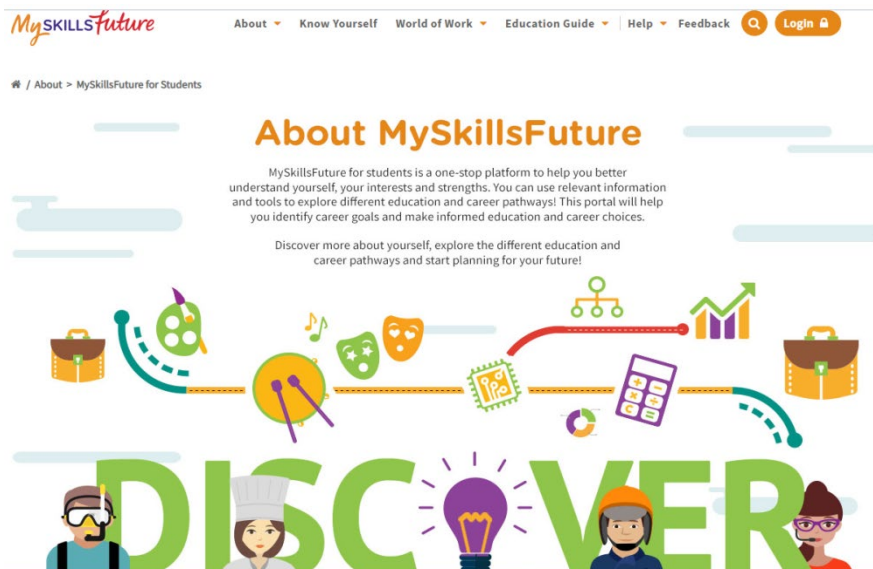 MySKILLSfuture
About Know Yourself World of Work Education Guide Help Feedback Login
/ About > MySkillsFuture for Students
About MySkillsFuture
MySkillsFuture for students is a one-stop platform to help you better
understand yourself, your interests and strengths. You can use relevant information
and tools to explore different education and career pathways! This portal will help
you identify career goals and make informed education and career choices.
Discover more about yourself, explore the different education and
career pathways and start planning for your future!
DISCOVER